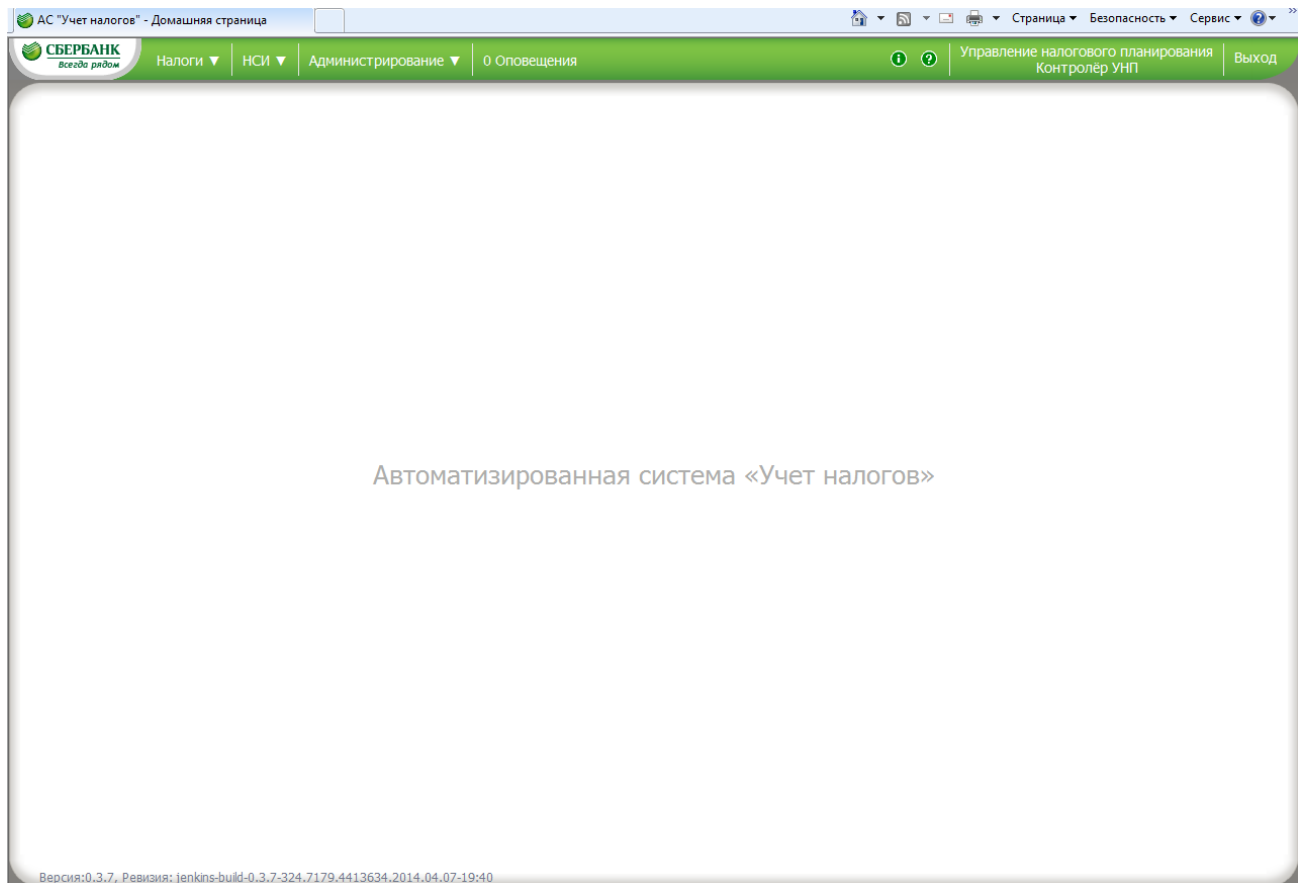 АС "Учет налогов" - Домашняя страница
Страница Безопасность Сервис
СБЕРБАНК
Всегда рядом
Налоги НСИ Администрирование 0 Оповещения
Управление налогового планирования
Контролёр УНП
Выход
Автоматизированная система «Учет налогов»
Версия:0.3.7, Ревизия: jenkins-build-0.3.7-324.7179.4413634.2014.04.07-19:40